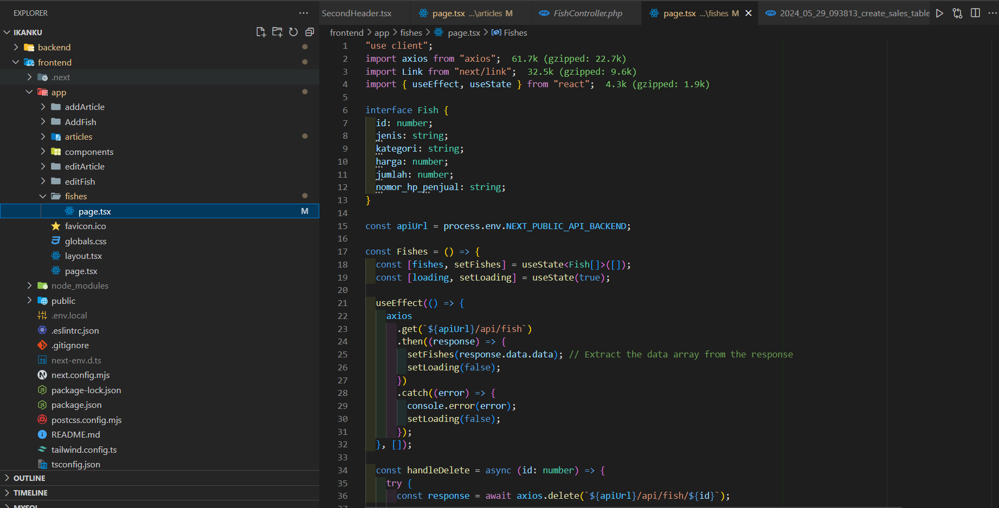 EXPLORER
IKANKU
backend
frontend
.next
app
addArticle
AddFish
articles
components
editArticle
editFish
fishes
page.tsx M
favicon.ico
globals.css
layout.tsx
page.tsx
node_modules
public
.env.local
.eslintrc.json
.gitignore
next-env.d.ts
next.config.mjs
package-lock.json
package.json
postcss.config.mjs
README.md
tailwind.config.ts
tsconfig.json
OUTLINE
TIMELINE
MYSQL
SecondHeader.tsx page.tsx ...\articles M FishController.php page.tsx ...\fishes M 2024_05_29_093813_create_sales_table
frontend > app > fishes > page.tsx > Fishes
1 "use client";
2 import axios from "axios"; 61.7k (gzipped: 22.7k)
3 import Link from "next/link"; 32.5k (gzipped: 9.6k)
4 import { useEffect, useState } from "react"; 4.3k (gzipped: 1.9k)
5
6 interface Fish {
7 id: number;
8 jenis: string;
9 kategori: string;
10 harga: number;
11 jumlah: number;
12 nomor_hp_penjual: string;
13 }
14
15 const apiUrl = process.env.NEXT_PUBLIC_API_BACKEND;
16
17 const Fishes = () => {
18 const [fishes, setFishes] = useState<Fish[]>([]);
19 const [loading, setLoading] = useState(true);
20
21 useEffect(() => {
22 axios
23 .get(`${apiUrl}/api/fish`)
24 .then((response) => {
25 setFishes(response.data.data); // Extract the data array from the response
26 setLoading(false);
27 })
28 .catch((error) => {
29 console.error(error);
30 setLoading(false);
31 });
32 }, []);
33
34 const handleDelete = async (id: number) => {
35 try {
36 const response = await axios.delete(`${apiUrl}/api/fish/${id}`);
37